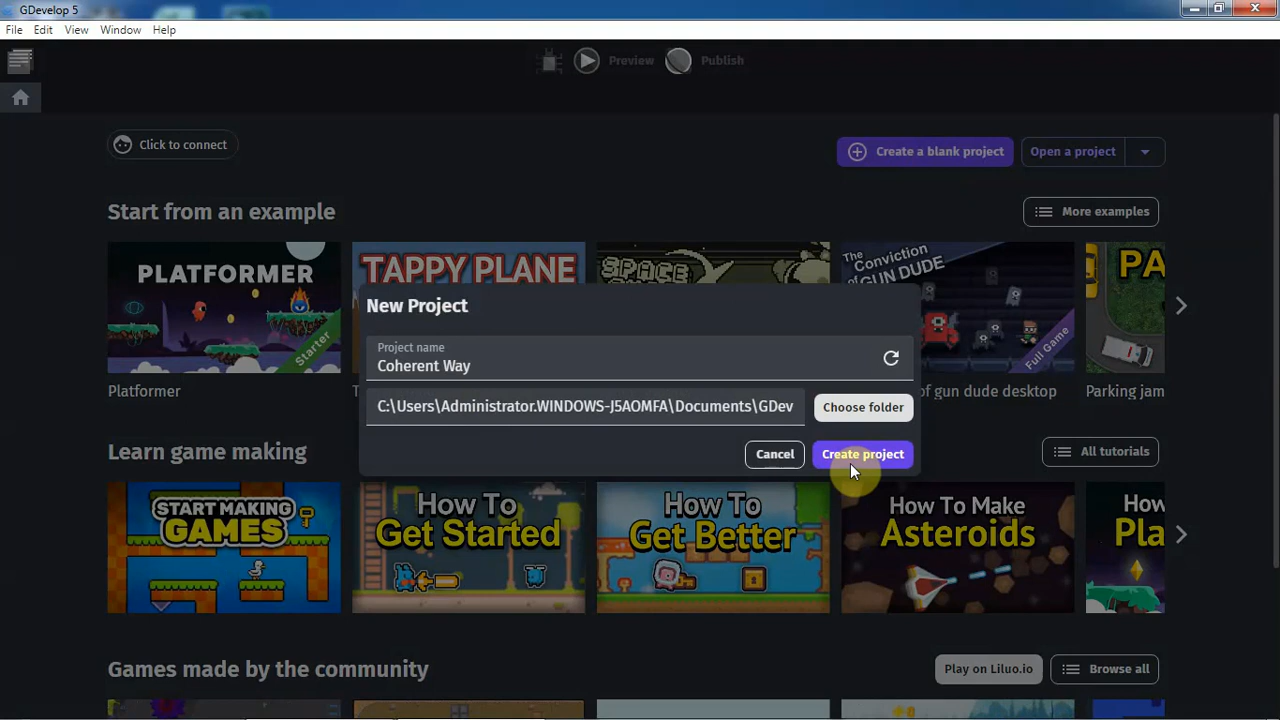 GDevelop 5
File Edit View Window Help
Preview Publish
Click to connect
Create a blank project
Open a project
Start from an example
More examples
PLATFORMER
Starter
TAPPY PLANE
SPACE
The Conviction
of GUN DUDE
Full Game
PA
Platformer
of gun dude desktop
Parking jam
New Project
Project name
Coherent Way
C:\Users\Administrator.WINDOWS-J5AOMFA\Documents\GDev
Choose folder
Cancel
Create project
Learn game making
All tutorials
START MAKING
GAMES
How To
Get Started
How To
Get Better
How To Make
Asteroids
How
Pla
Games made by the community
Play on Liluo.io
Browse all